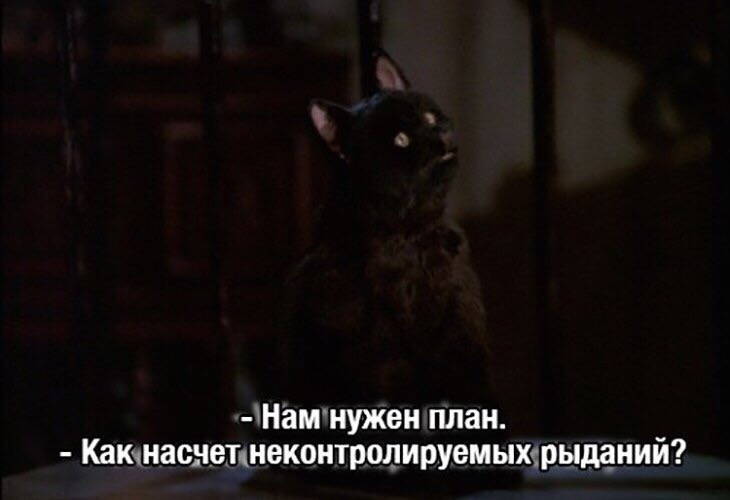 - Нам нужен план.
- Как насчет неконтролируемых рыданий?